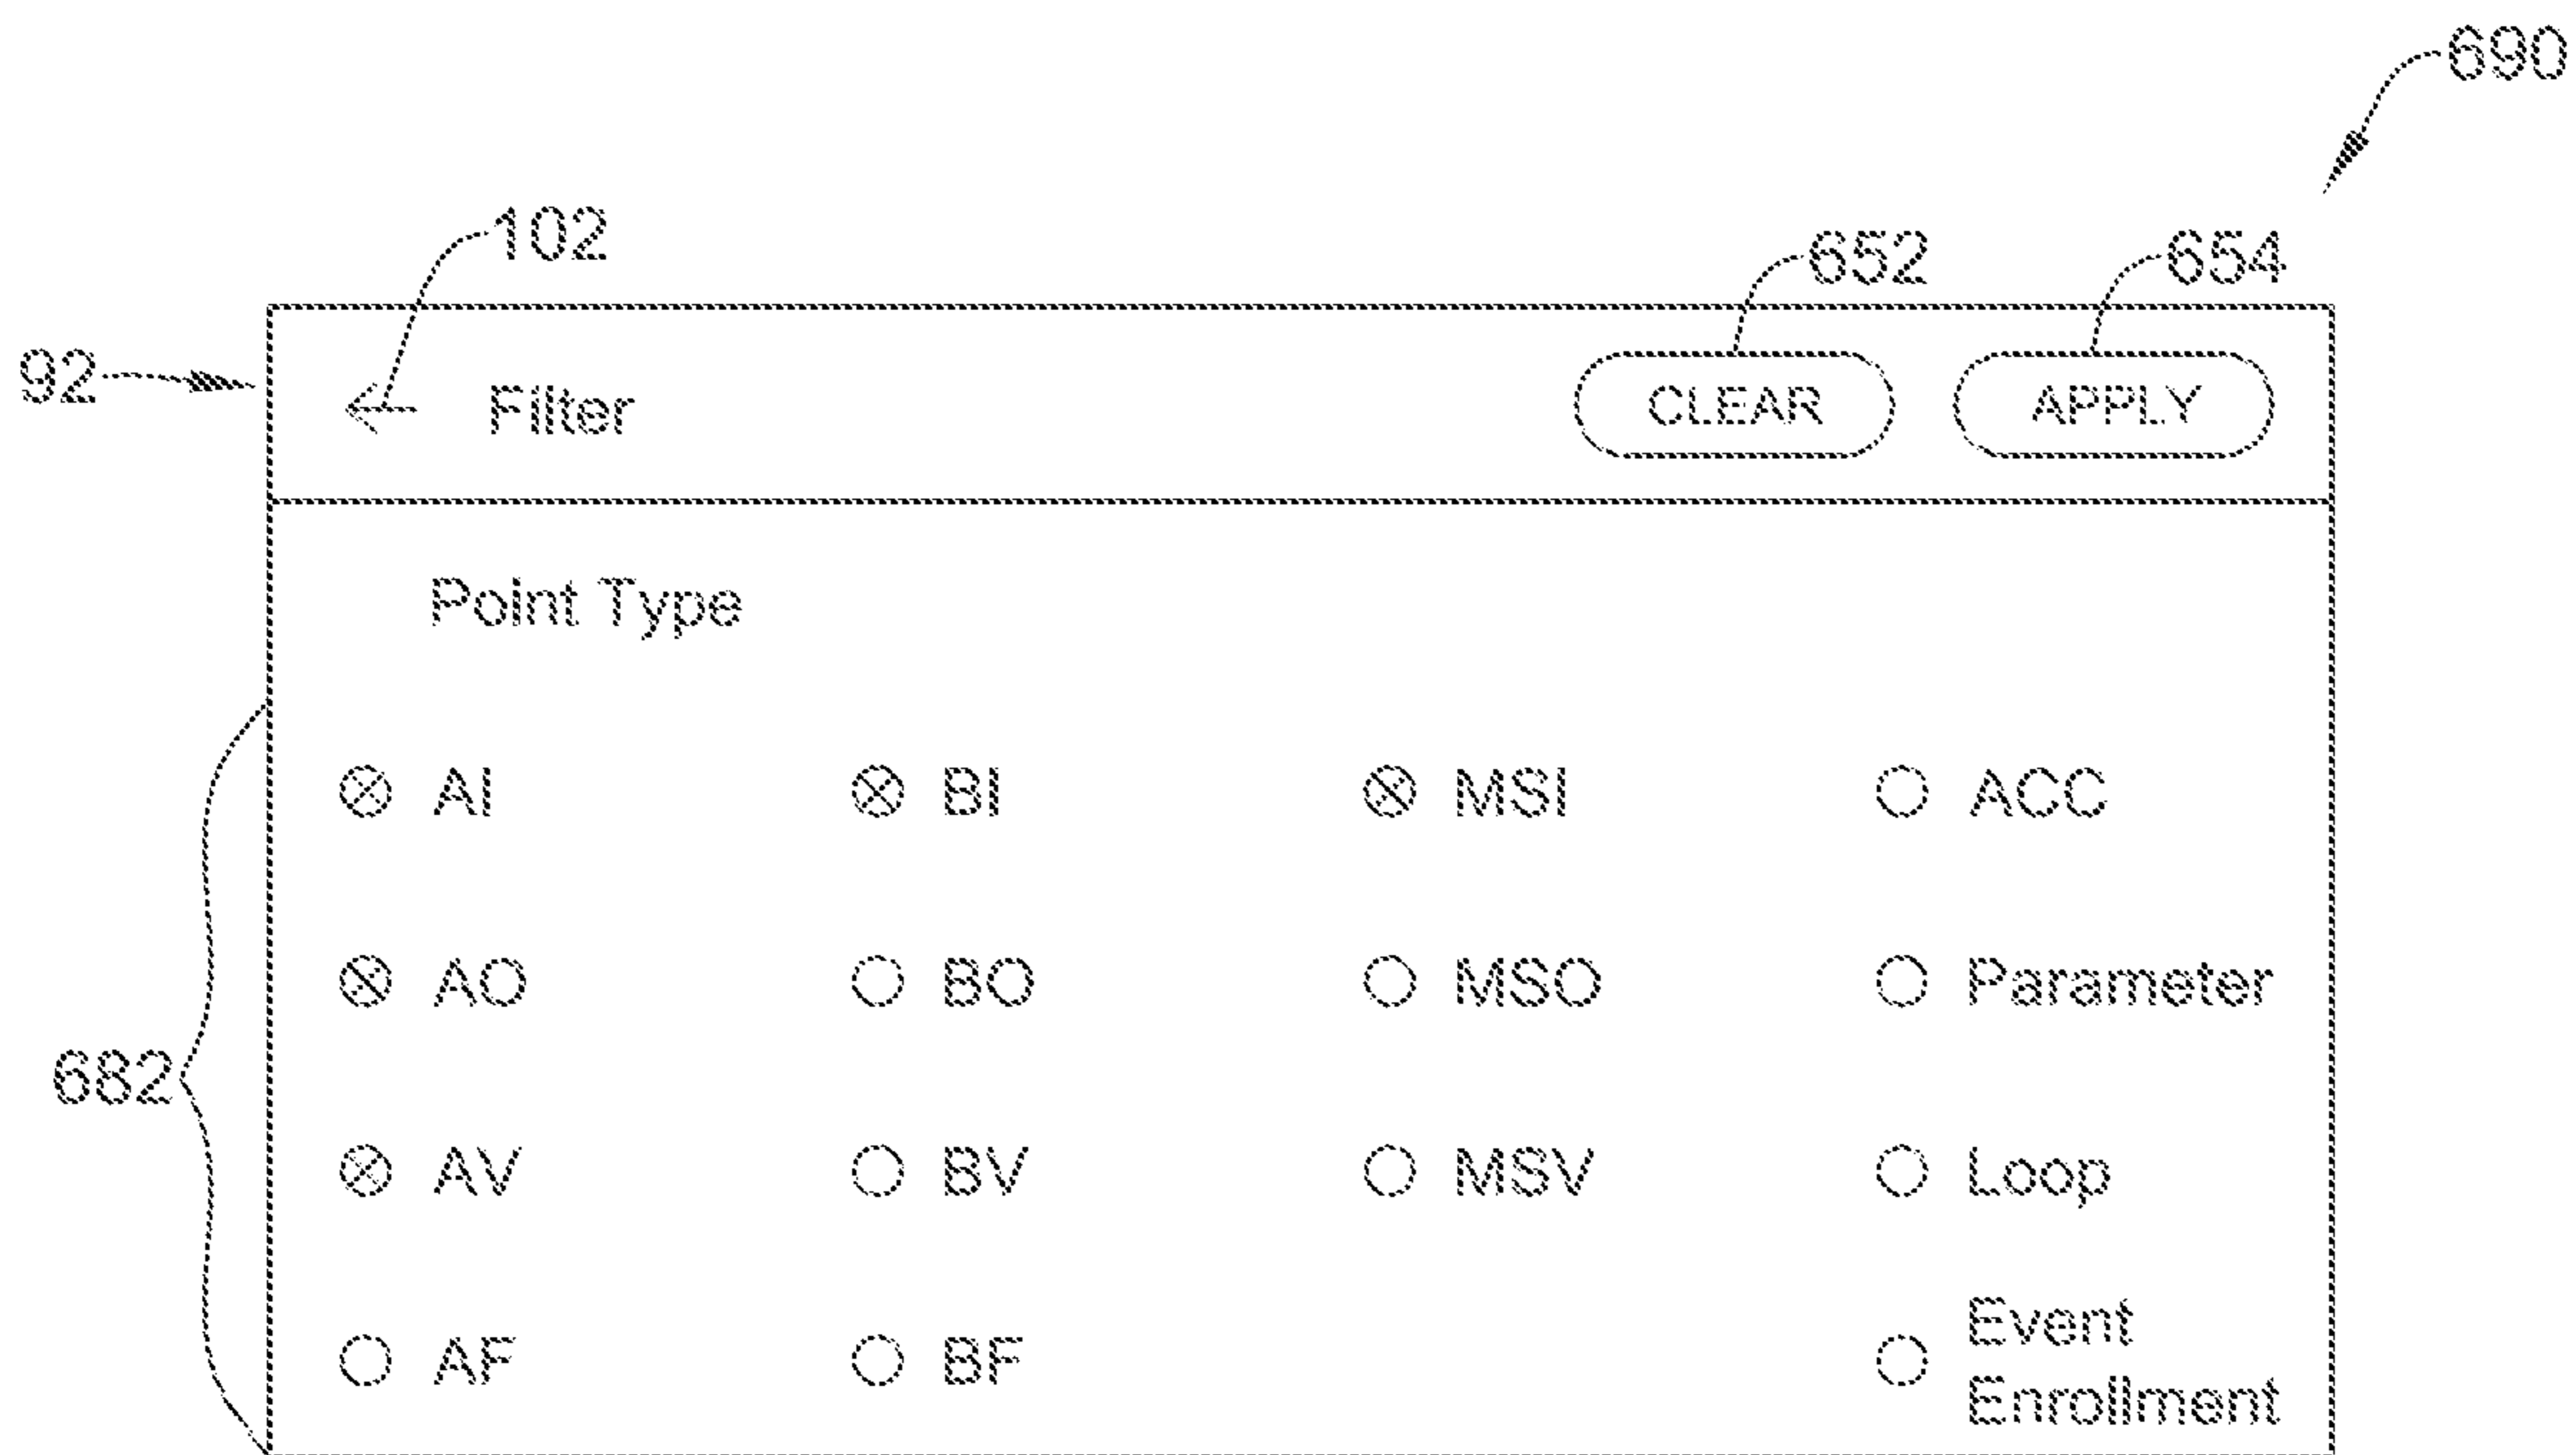 690
102
652
654
92
Filter
CLEAR
APPLY
Point Type
AI
BI
MSI
ACC
AO
BO
MSO
Parameter
682
AV
BV
MSV
Loop
AF
BF
Event
Enrollment